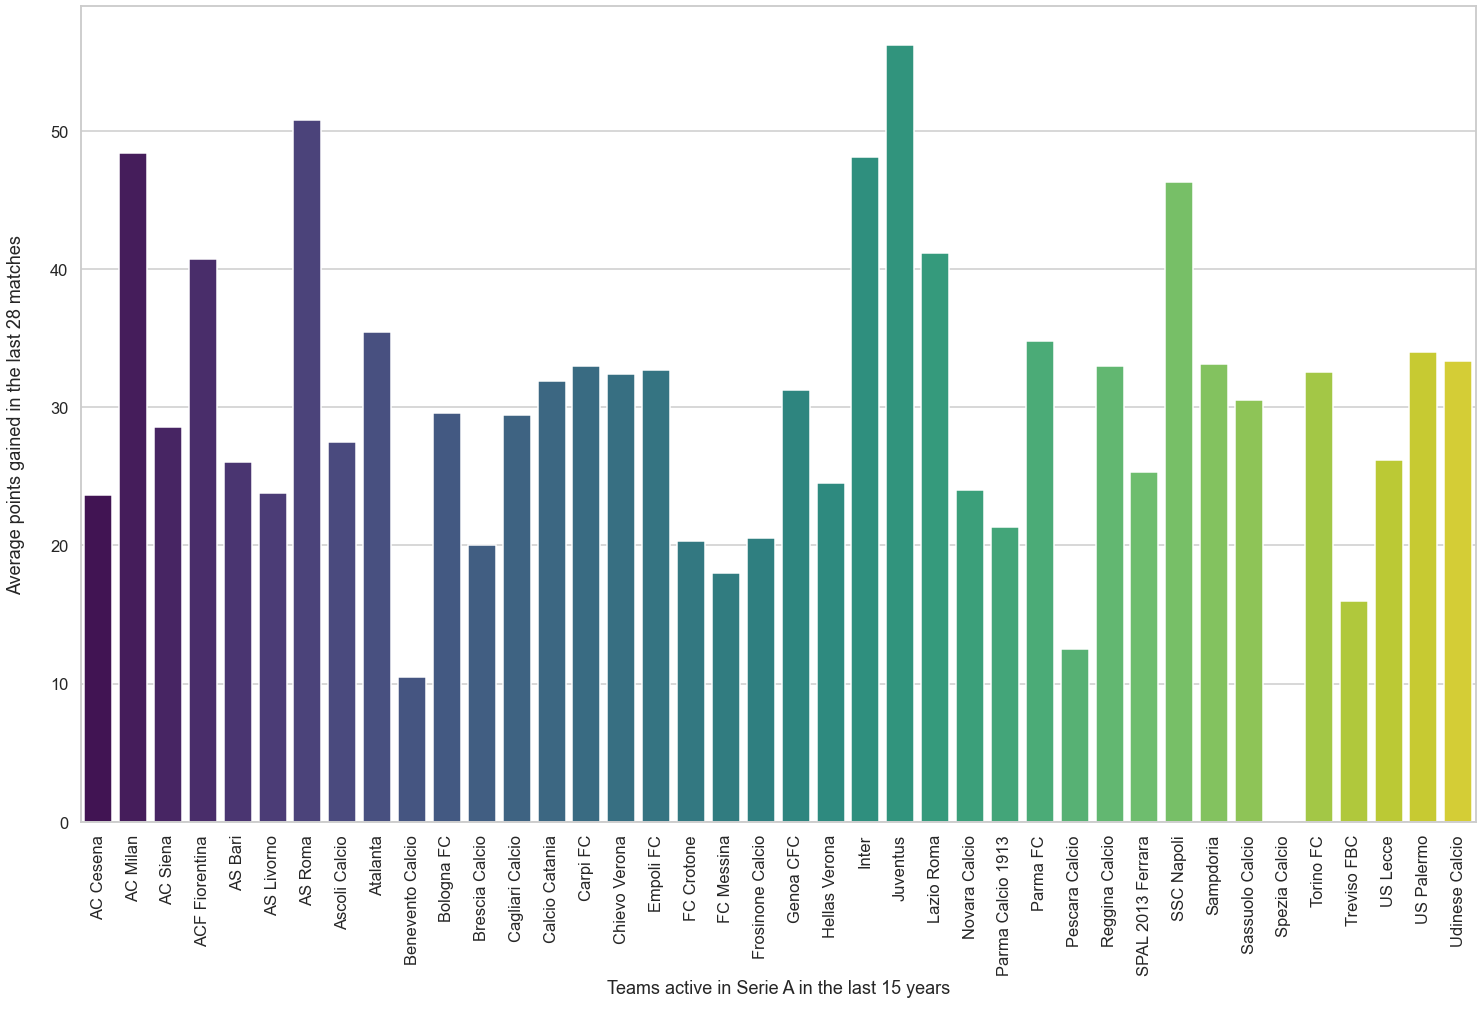 Average points gained in the last 28 matches
50
40
30
20
10
0
AC Cesena
AC Milan
AC Siena
ACF Fiorentina
AS Bari
AS Livorno
AS Roma
Ascoli Calcio
Atalanta
Benevento Calcio
Bologna FC
Brescia Calcio
Cagliari Calcio
Calcio Catania
Carpi FC
Chievo Verona
Empoli FC
FC Crotone
FC Messina
Frosinone Calcio
Genoa CFC
Hellas Verona
Inter
Juventus
Lazio Roma
Novara Calcio
Parma Calcio 1913
Parma FC
Pescara Calcio
Reggina Calcio
SPAL 2013 Ferrara
SSC Napoli
Sampdoria
Sassuolo Calcio
Spezia Calcio
Torino FC
Treviso FBC
US Lecce
US Palermo
Udinese Calcio
Teams active in Serie A in the last 15 years